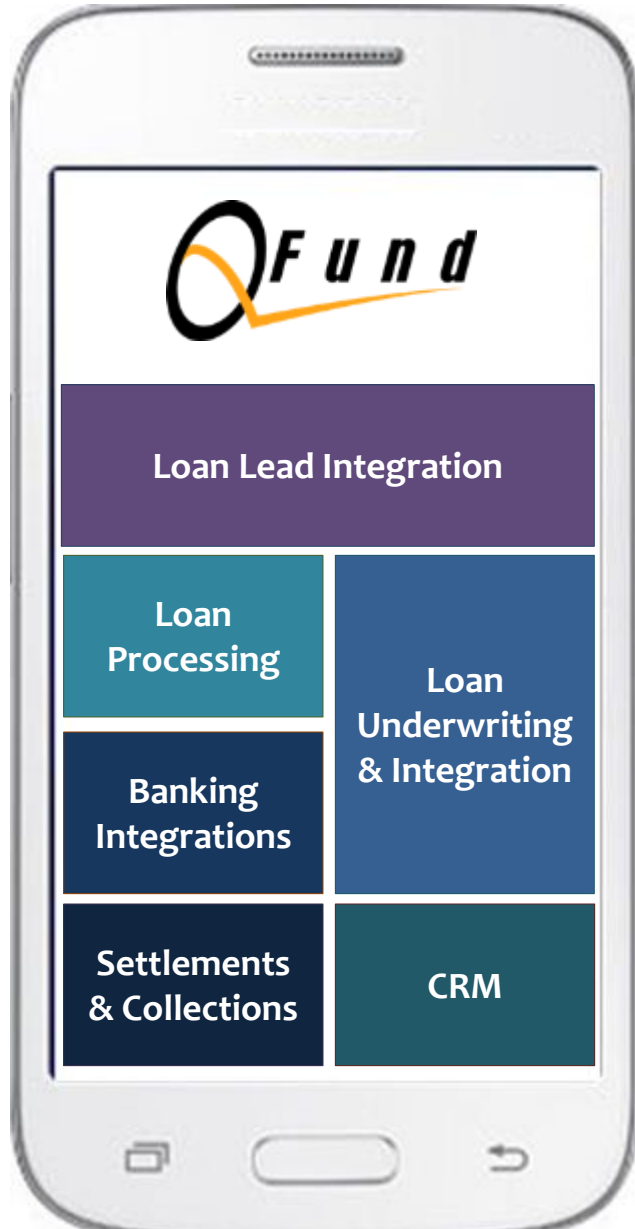 QFund
Loan Lead Integration
Loan
Processing
Loan
Underwriting
& Integration
Banking
Integrations
Settlements
& Collections
CRM